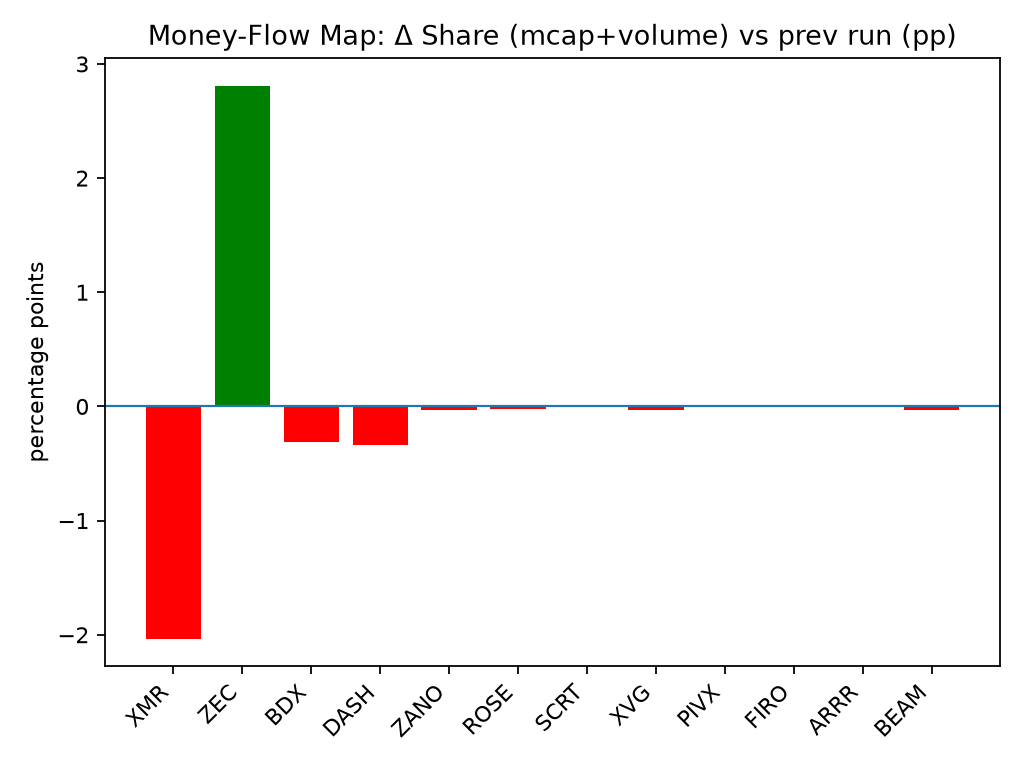 Money-Flow Map: Δ Share (mcap+volume) vs prev run (pp)
percentage points
3
2
1
0
−1
−2
XMR
ZEC
BDX
DASH
ZANO
ROSE
SCRT
XVG
PIVX
FIRO
ARRR
BEAM